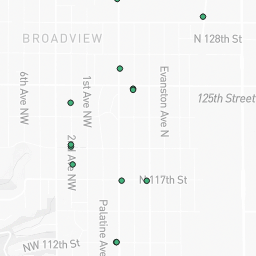 BROADVIEW
N 128th St
6th Ave NW
1st Ave NW
Evanston Ave N
125th Street
2nd Ave NW
N 117th St
Palatine Ave
NW 112th St